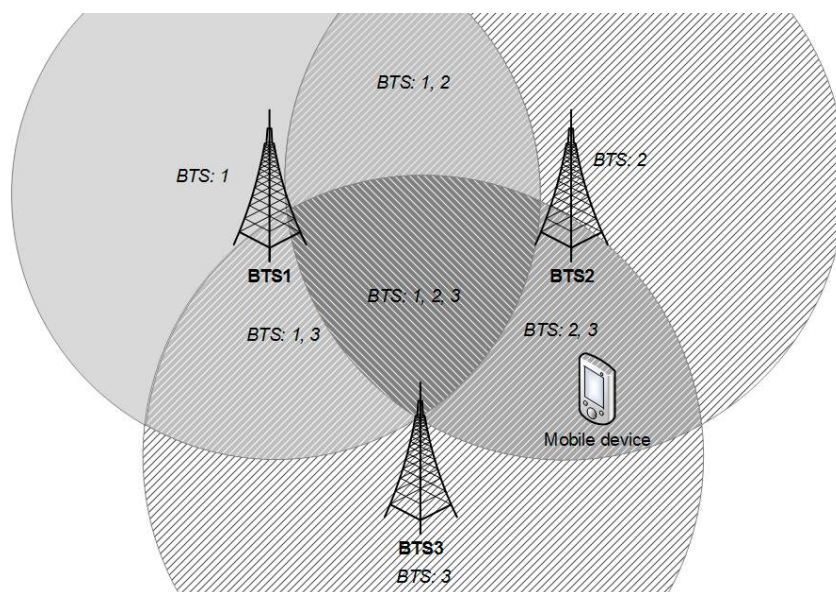 BTS: 1, 2
BTS: 1
BTS: 2
BTS1
BTS2
BTS: 1, 2, 3
BTS: 1, 3
BTS: 2, 3
Mobile device
BTS3
BTS: 3